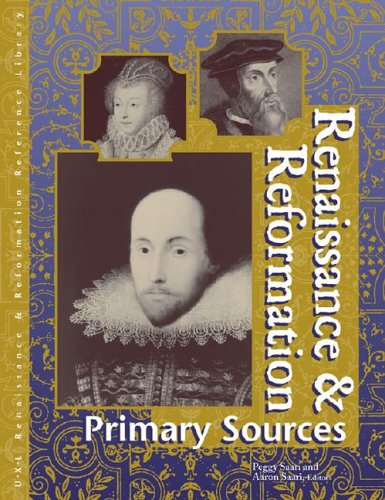 U·X·L Renaissance & Reformation Reference Library
Renaissance &
Reformation
Primary Sources
Peggy Saari and
Aaron Saari, Editors